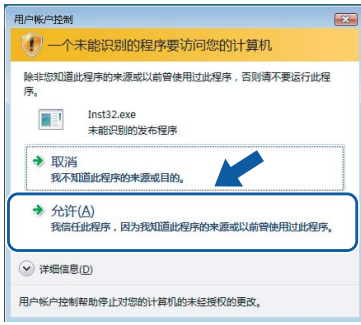 用户帐户控制
一个未能识别的程序要访问您的计算机
除非您知道此程序的来源或以前曾使用过此程序，否则请不要运行此程
序。
Inst32.exe
未能识别的发布程序
取消
我不知道此程序的来源或目的。
允许(A)
我信任此程序，因为我知道此程序的来源或以前曾使用过此程序。
详细信息(D)
用户帐户控制帮助停止对您的计算机的未经授权的更改。